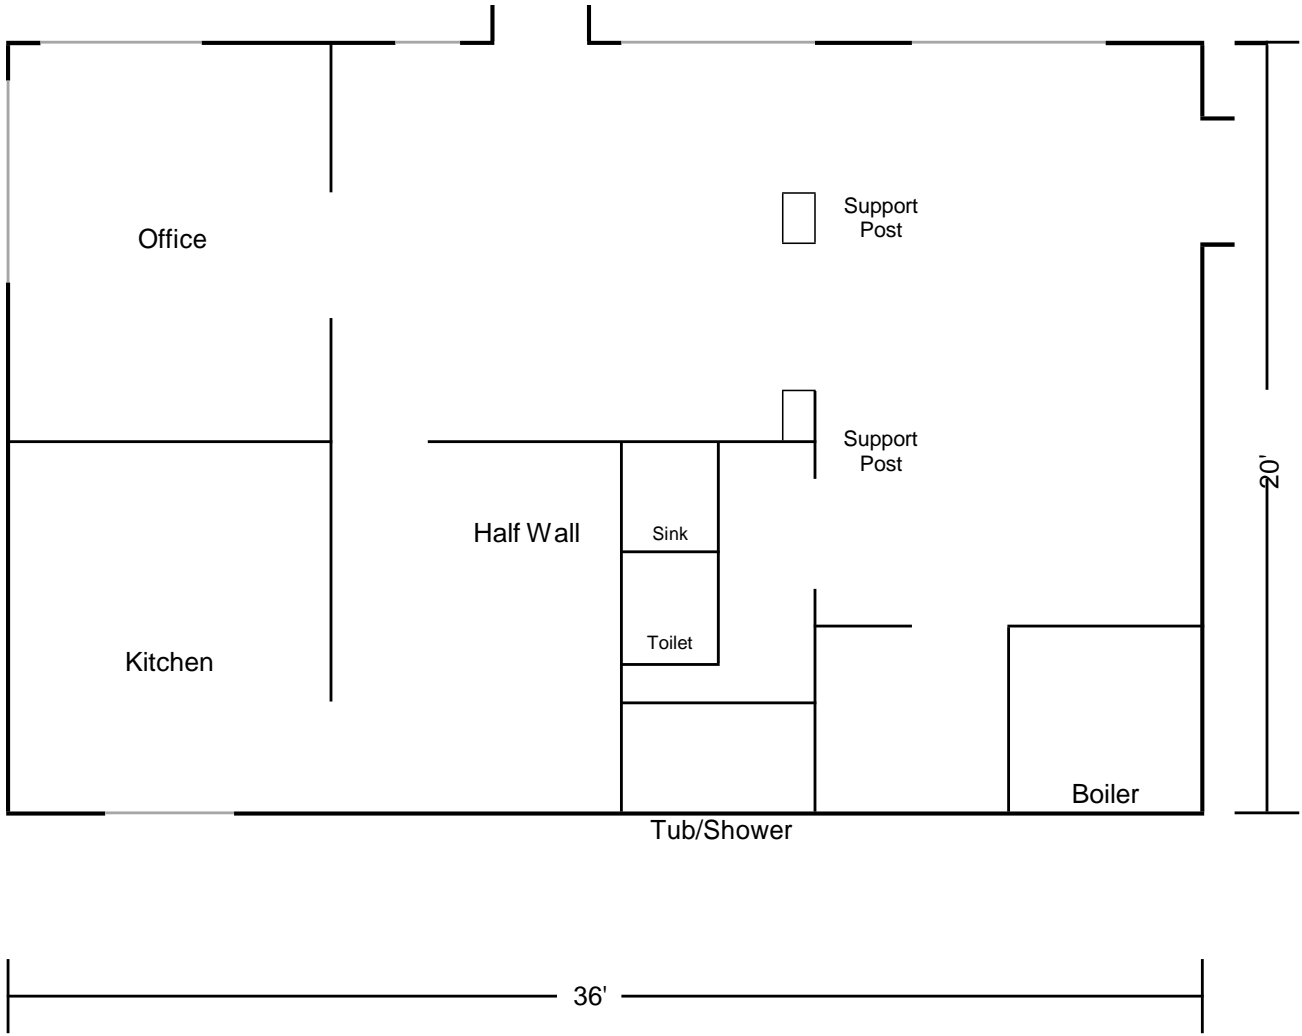 Support
Post
Office
Support
Post
20'
Half Wall
Sink
Toilet
Kitchen
Boiler
Tub/Shower
36'